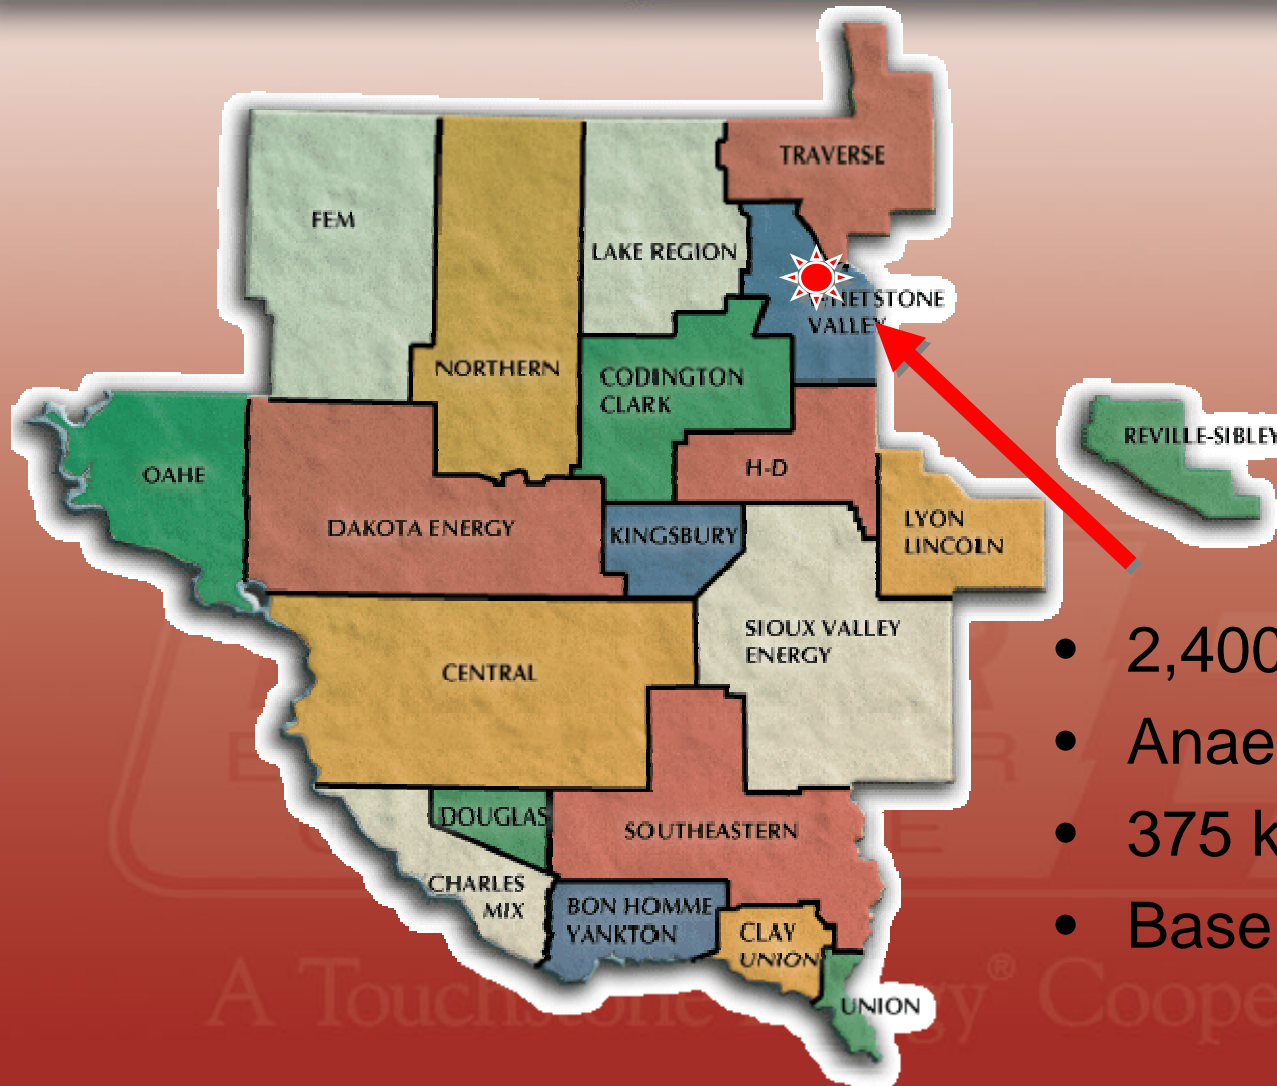 TRAVERSE
FEM
LAKE REGION
WHETSTONE
VALLEY
NORTHERN
CODINGTON
CLARK
REVILLE-SIBLEY
OAHE
H-D
DAKOTA ENERGY
LYON
LINCOLN
KINGSBURY
SIOUX VALLEY
ENERGY
CENTRAL
• 2,400
• Anae
• 375 k
• Base
DOUGLAS
SOUTHEASTERN
CHARLES
MIX
BON HOMME
YANKTON
CLAY
UNION
UNION
A Touchstone Energy® Coope